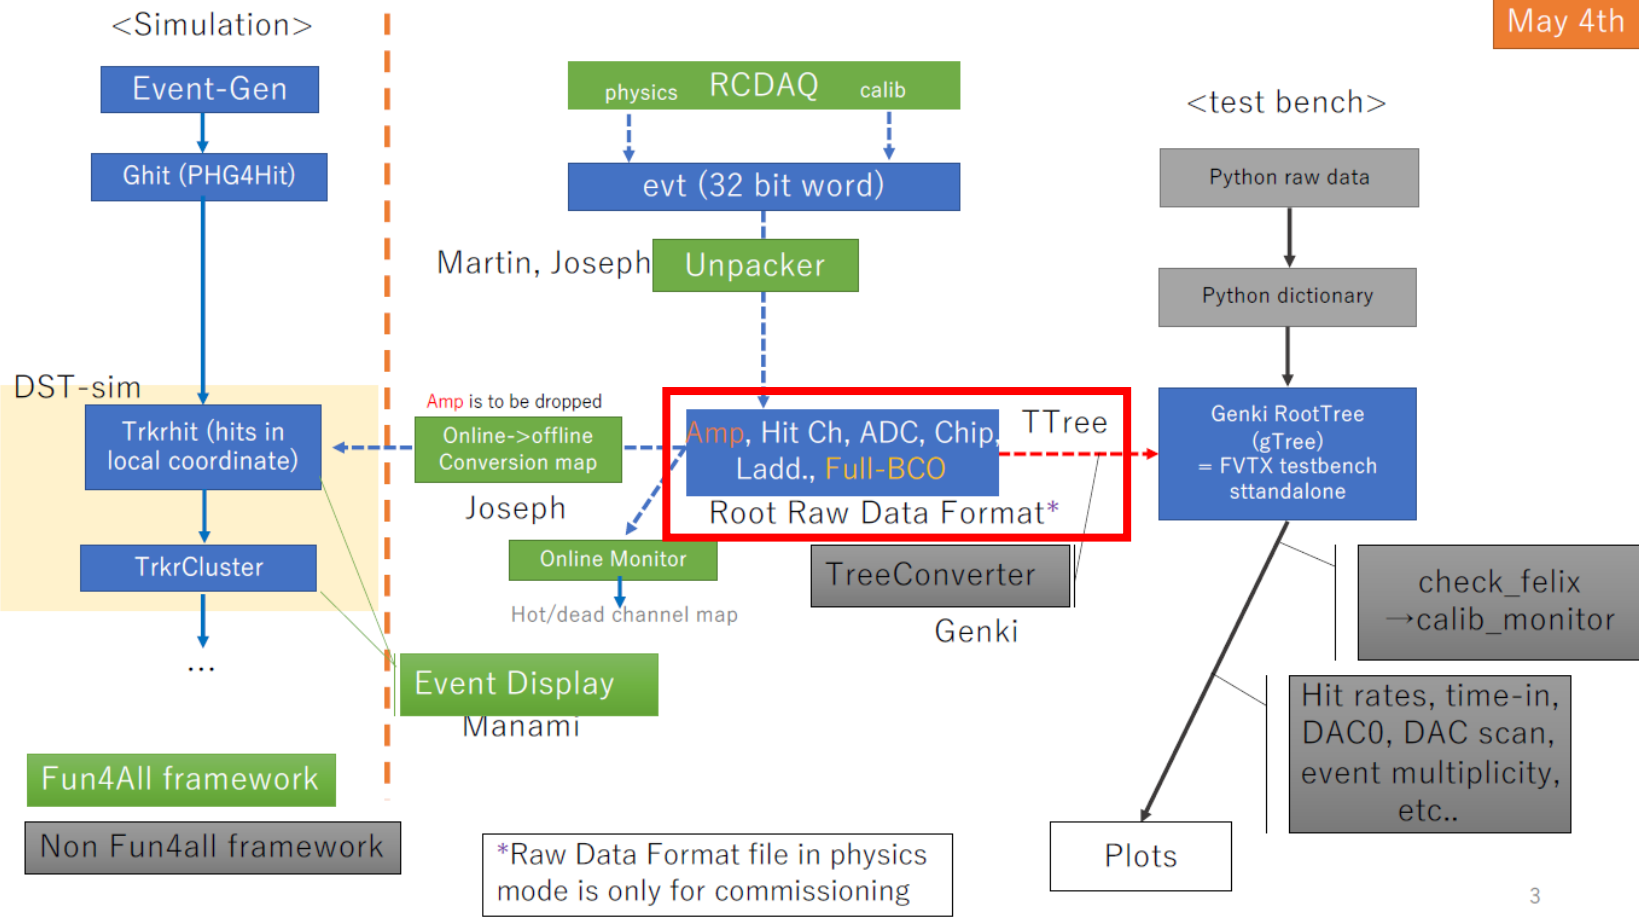 <Simulation>
May 4th
Event-Gen
physics RCDAQ calib
<test bench>
Ghit (PHG4Hit)
evt (32 bit word)
Python raw data
Martin, Joseph
Unpacker
Python dictionary
DST-sim
Amp is to be dropped
Trkrhit (hits in
local coordinate)
Online->offline
Conversion map
Joseph
Amp, Hit Ch, ADC, Chip,
Ladd., Full-BCO
TTree
Root Raw Data Format*
Genki RootTree
(gTree)
= FVTX testbench
sttandalone
TrkrCluster
Online Monitor
Hot/dead channel map
TreeConverter
Genki
check_felix
→calib_monitor
...
Event Display
Manami
Hit rates, time-in,
DAC0, DAC scan,
event multiplicity,
etc..
Fun4All framework
Non Fun4all framework
*Raw Data Format file in physics
mode is only for commissioning
Plots
3